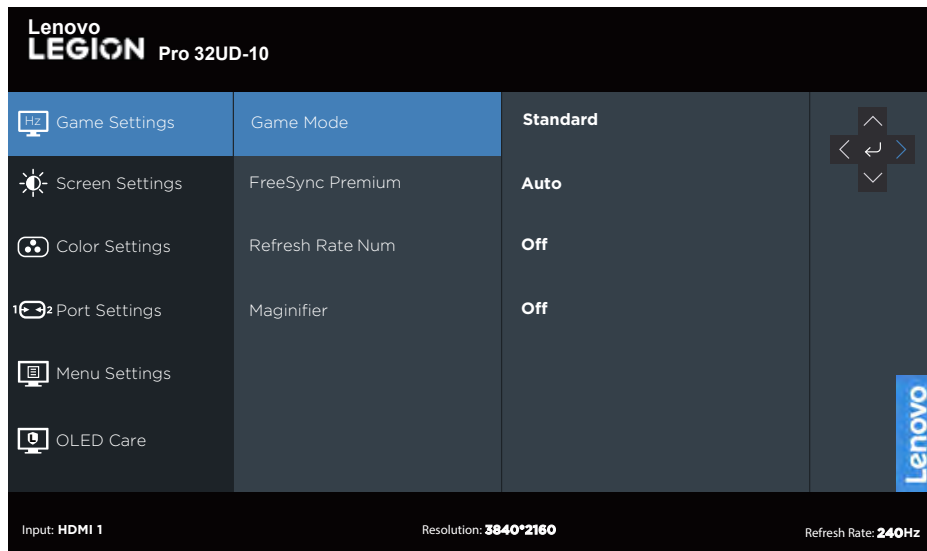 Lenovo
LEGION Pro 32UD-10
Hz Game Settings Game Mode Standard
Screen Settings FreeSync Premium Auto
Color Settings Refresh Rate Num Off
1 2 Port Settings Maginifier Off
Menu Settings
OLED Care
Lenovo
Input: HDMI 1 Resolution: 3840*2160 Refresh Rate: 240Hz